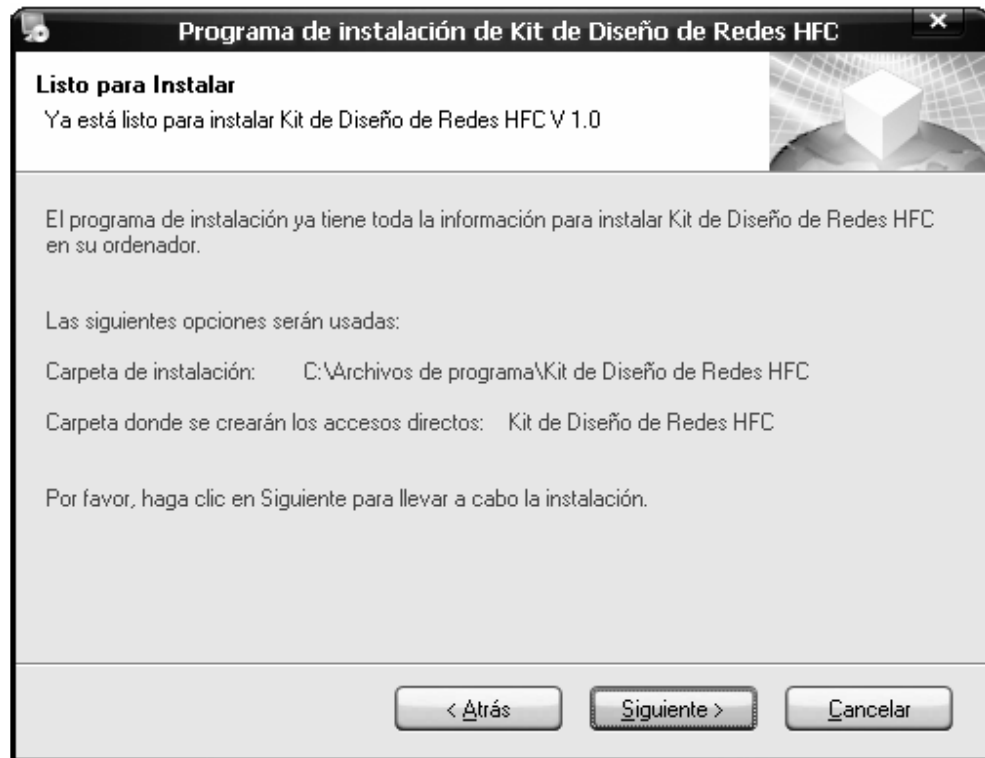 Programa de instalación de Kit de Diseño de Redes HFC
Listo para Instalar
Ya está listo para instalar Kit de Diseño de Redes HFC V 1.0
El programa de instalación ya tiene toda la información para instalar Kit de Diseño de Redes HFC
en su ordenador.
Las siguientes opciones serán usadas:
Carpeta de instalación: C:\Archivos de programa\Kit de Diseño de Redes HFC
Carpeta donde se crearán los accesos directos: Kit de Diseño de Redes HFC
Por favor, haga clic en Siguiente para llevar a cabo la instalación.
< Atrás Siguiente > Cancelar